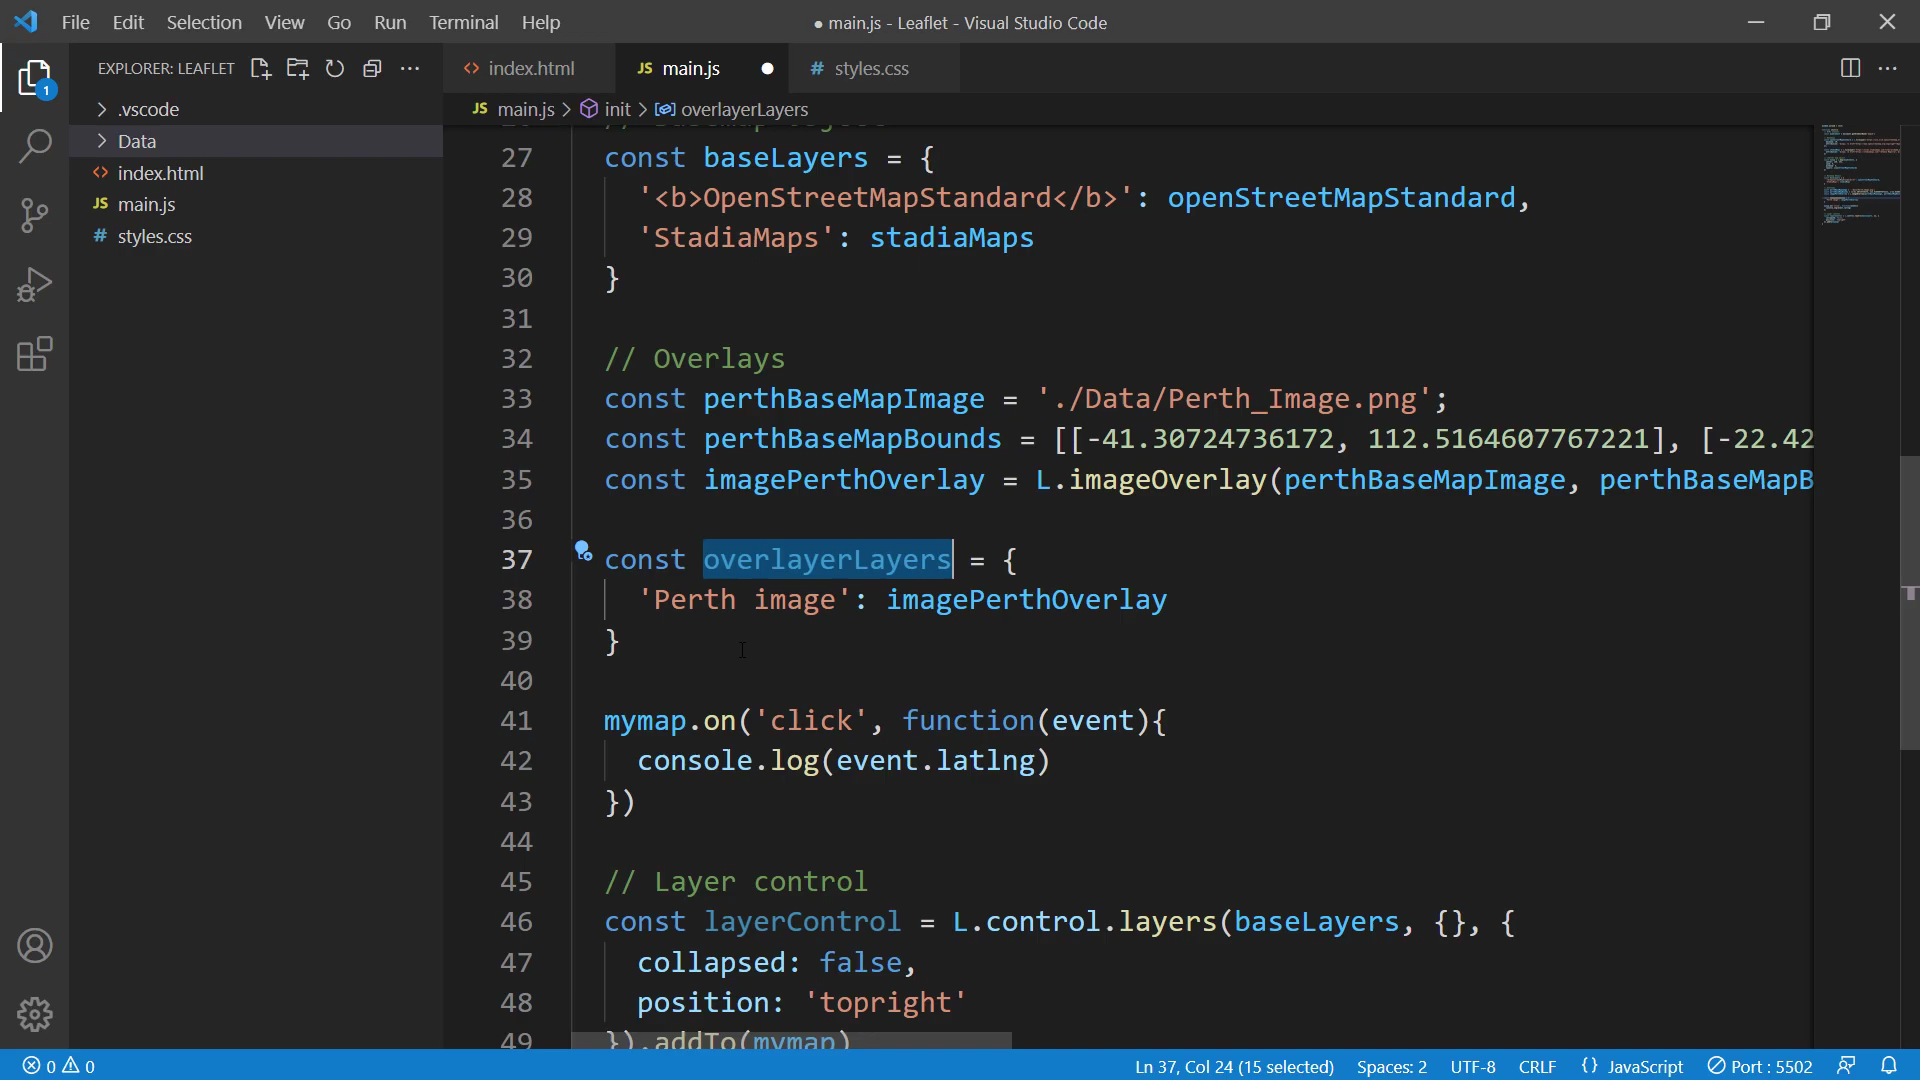 File Edit Selection View Go Run Terminal Help
● main.js - Leaflet - Visual Studio Code
EXPLORER: LEAFLET
index.html
JS main.js
# styles.css
.vscode
Data
index.html
JS main.js
# styles.css
1
JS main.js > init > overlayerLayers
27 const baseLayers = {
28 '<b>OpenStreetMapStandard</b>': openStreetMapStandard,
29 'StadiaMaps': stadiaMaps
30 }
31
32 // Overlays
33 const perthBaseMapImage = './Data/Perth_Image.png';
34 const perthBaseMapBounds = [[-41.30724736172, 112.5164607767221], [-22.42
35 const imagePerthOverlay = L.imageOverlay(perthBaseMapImage, perthBaseMapB
36
37 const overlayerLayers = {
38 'Perth image': imagePerthOverlay
39 }
40
41 mymap.on('click', function(event){
42 console.log(event.latlng)
43 })
44
45 // Layer control
46 const layerControl = L.control.layers(baseLayers, {}, {
47 collapsed: false,
48 position: 'topright'
49 }).addTo(mymap)
0 0
Ln 37, Col 24 (15 selected) Spaces: 2 UTF-8 CRLF {} JavaScript Port : 5502